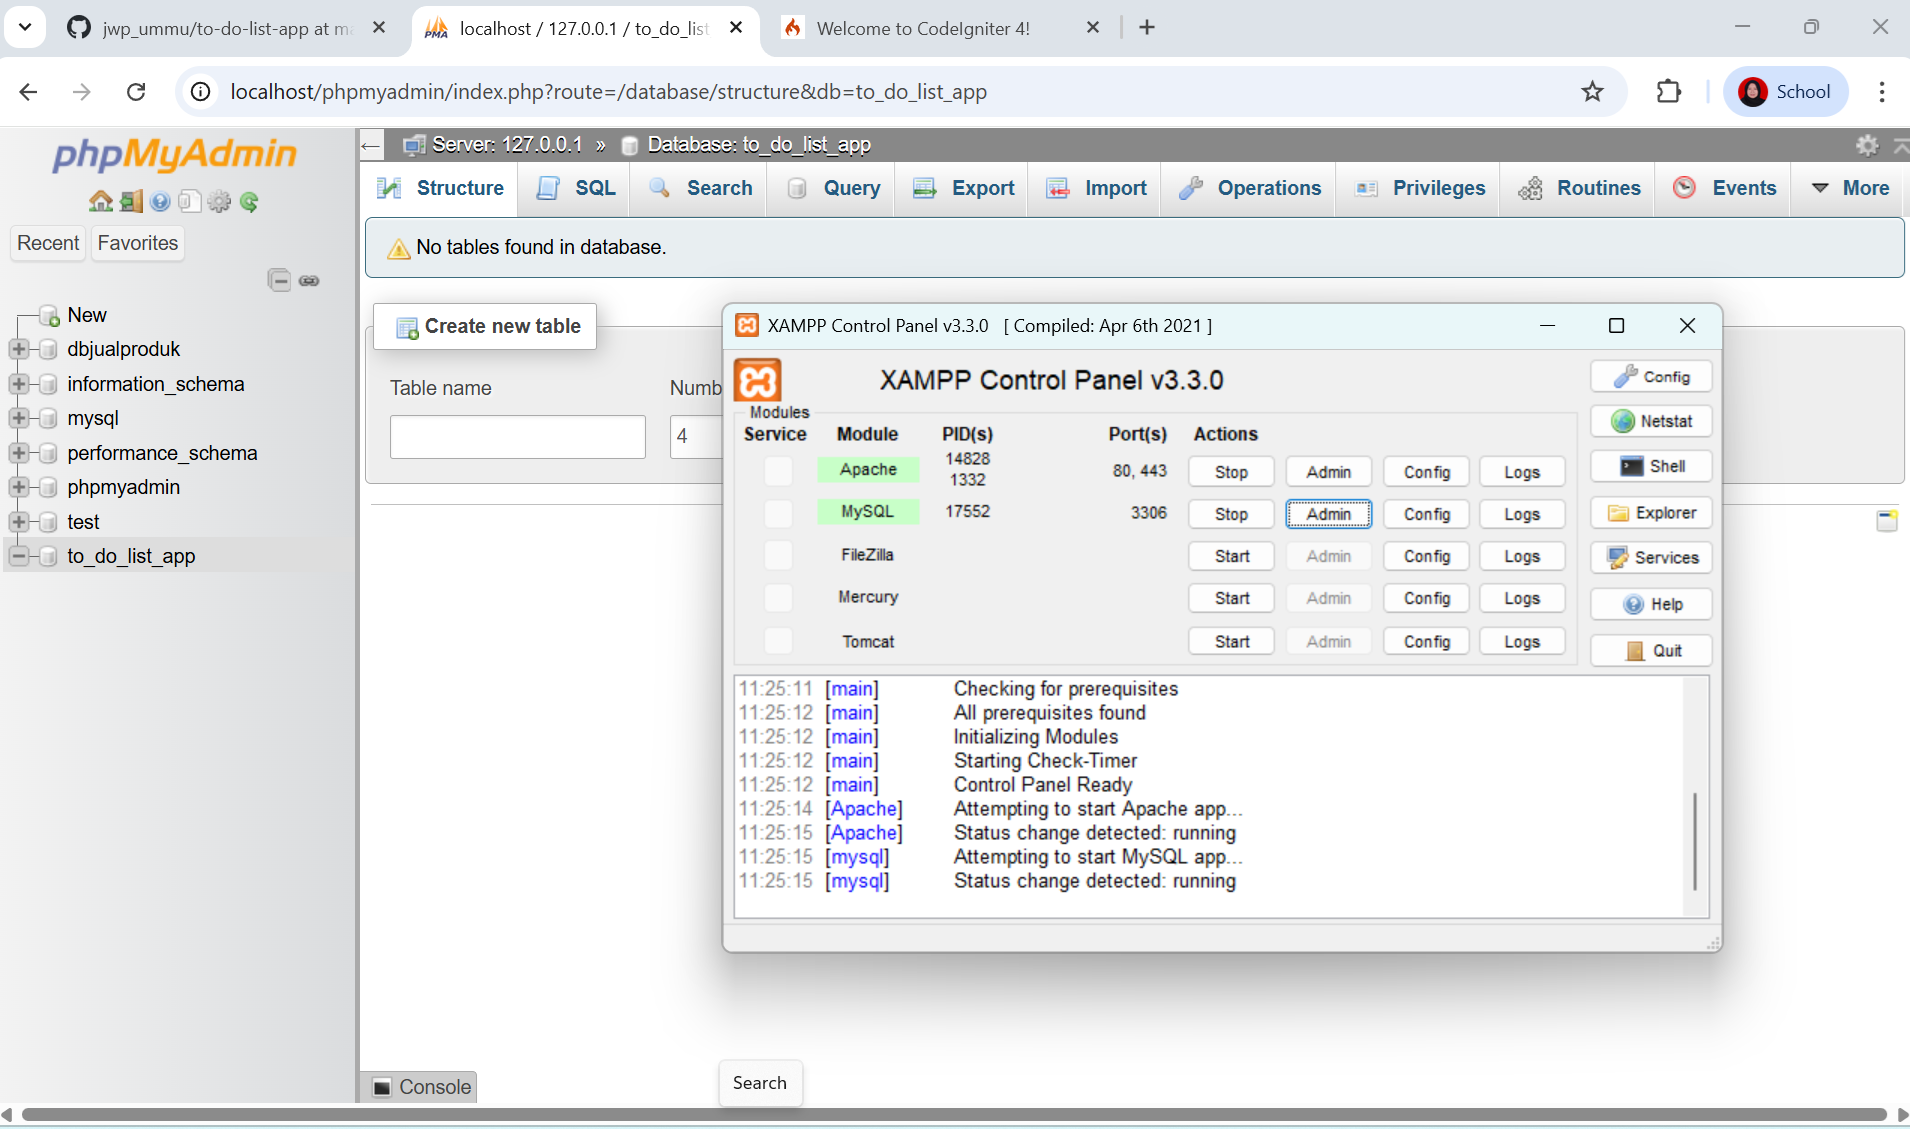 jwp_ummu/to-do-list-app at ma
localhost / 127.0.0.1 / to_do_list
Welcome to CodeIgniter 4!
localhost/phpmyadmin/index.php?route=/database/structure&db=to_do_list_app
School
phpMyAdmin
Recent
Favorites
New
dbjualproduk
information_schema
mysql
performance_schema
phpmyadmin
test
to_do_list_app
Server: 127.0.0.1 » Database: to_do_list_app
Structure SQL Search Query Export Import Operations Privileges Routines Events More
No tables found in database.
Create new table
Table name
Numb
4
XAMPP Control Panel v3.3.0 [ Compiled: Apr 6th 2021 ]
XAMPP Control Panel v3.3.0
Modules
Service Module PID(s) Port(s) Actions
Apache 14828 1332 80, 443 Stop Admin Config Logs
MySQL 17552 3306 Stop Admin Config Logs
FileZilla Start Admin Config Logs
Mercury Start Admin Config Logs
Tomcat Start Admin Config Logs
Config
Netstat
Shell
Explorer
Services
Help
Quit
11:25:11 [main] Checking for prerequisites
11:25:12 [main] All prerequisites found
11:25:12 [main] Initializing Modules
11:25:12 [main] Starting Check-Timer
11:25:12 [main] Control Panel Ready
11:25:14 [Apache] Attempting to start Apache app...
11:25:15 [Apache] Status change detected: running
11:25:15 [mysql] Attempting to start MySQL app...
11:25:15 [mysql] Status change detected: running
Console
Search